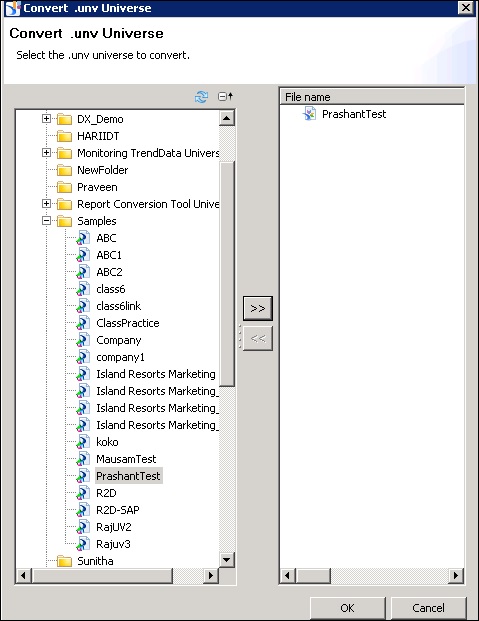 Convert .unv Universe
Convert .unv Universe
Select the .unv universe to convert.
DX_Demo
HARIIDT
Monitoring TrendData Univers
NewFolder
Praveen
Report Conversion Tool Unive
Samples
ABC
ABC1
ABC2
class6
class6link
ClassPractice
Company
company1
Island Resorts Marketing
Island Resorts Marketing_
Island Resorts Marketing_
Island Resorts Marketing_
koko
MausamTest
PrashantTest
R2D
R2D-SAP
RajUV2
Rajuv3
Sunitha
>>
<<
File name
PrashantTest
OK
Cancel